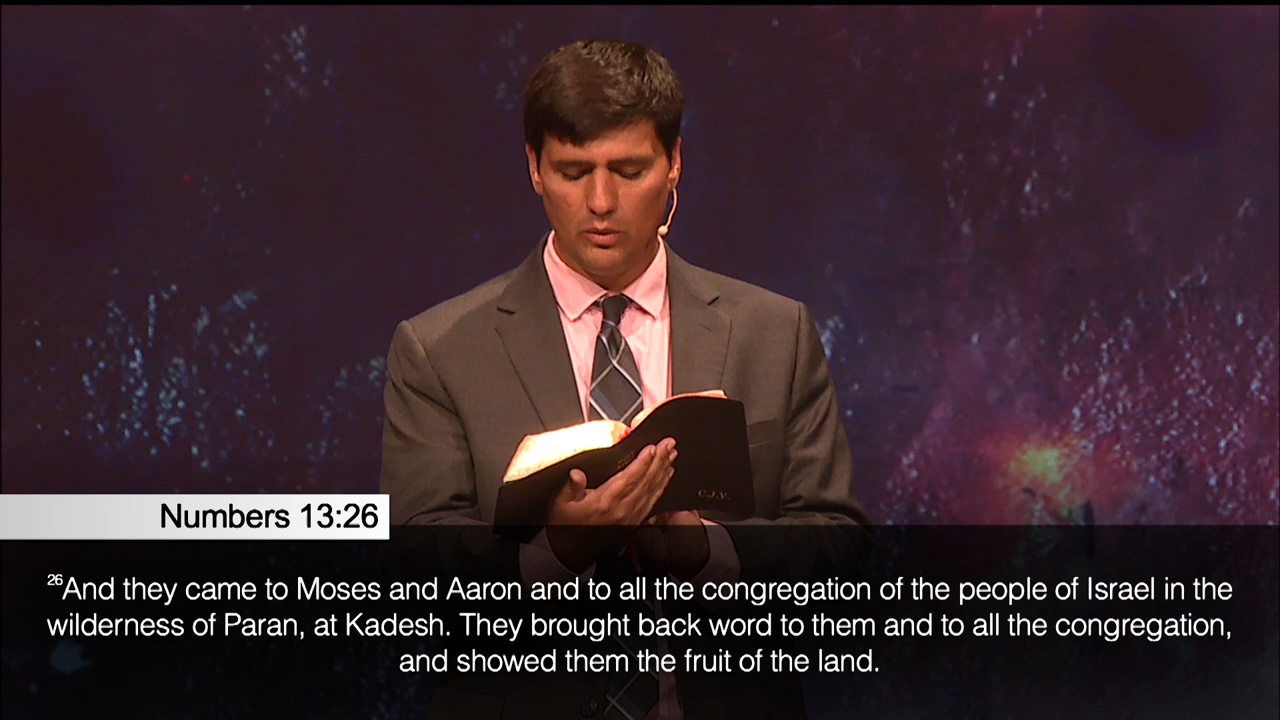 C.J.V.
Numbers 13:26
26And they came to Moses and Aaron and to all the congregation of the people of Israel in the
wilderness of Paran, at Kadesh. They brought back word to them and to all the congregation,
and showed them the fruit of the land.